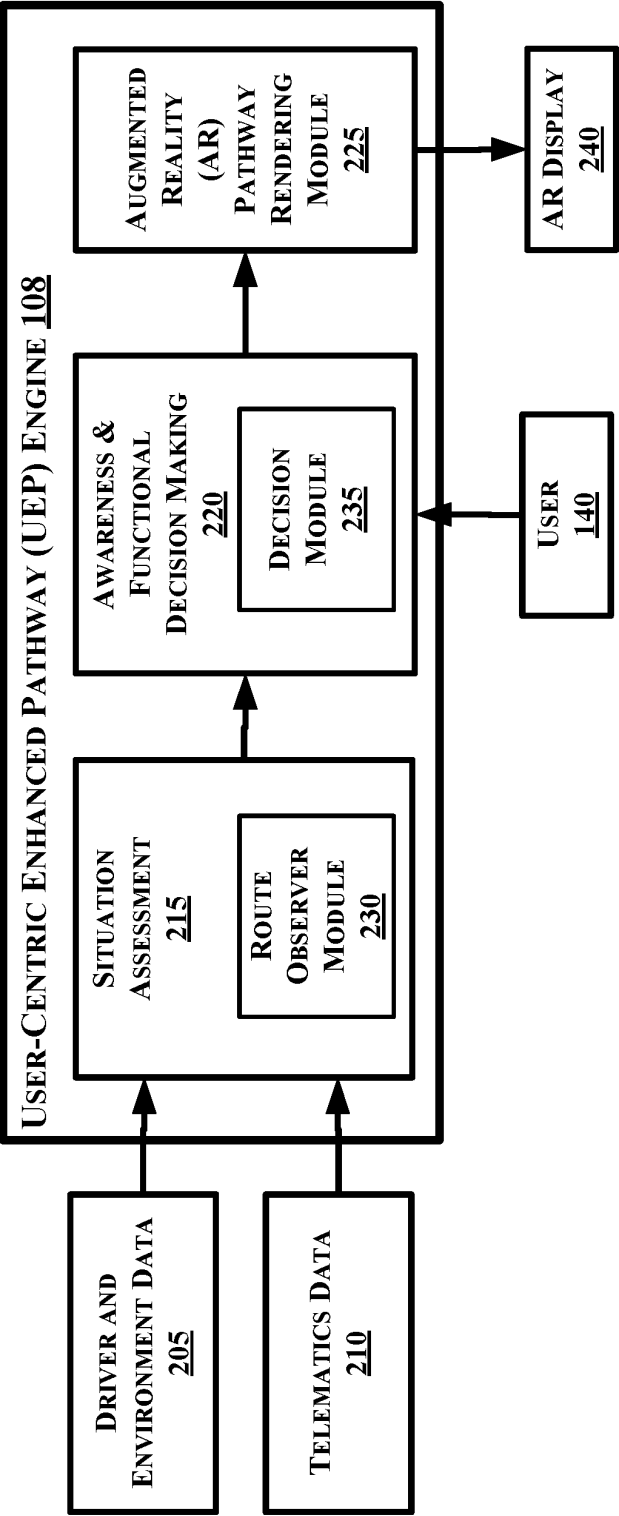 USER-CENTRIC ENHANCED PATHWAY (UEP) ENGINE 108
DRIVER AND
ENVIRONMENT DATA
205
TELEMATICS DATA
210
SITUATION
ASSESSMENT
215
ROUTE
OBSERVER
MODULE
230
AWARENESS &
FUNCTIONAL
DECISION MAKING
220
DECISION
MODULE
235
AUGMENTED
REALITY
(AR)
PATHWAY
RENDERING
MODULE
225
USER
140
AR DISPLAY
240